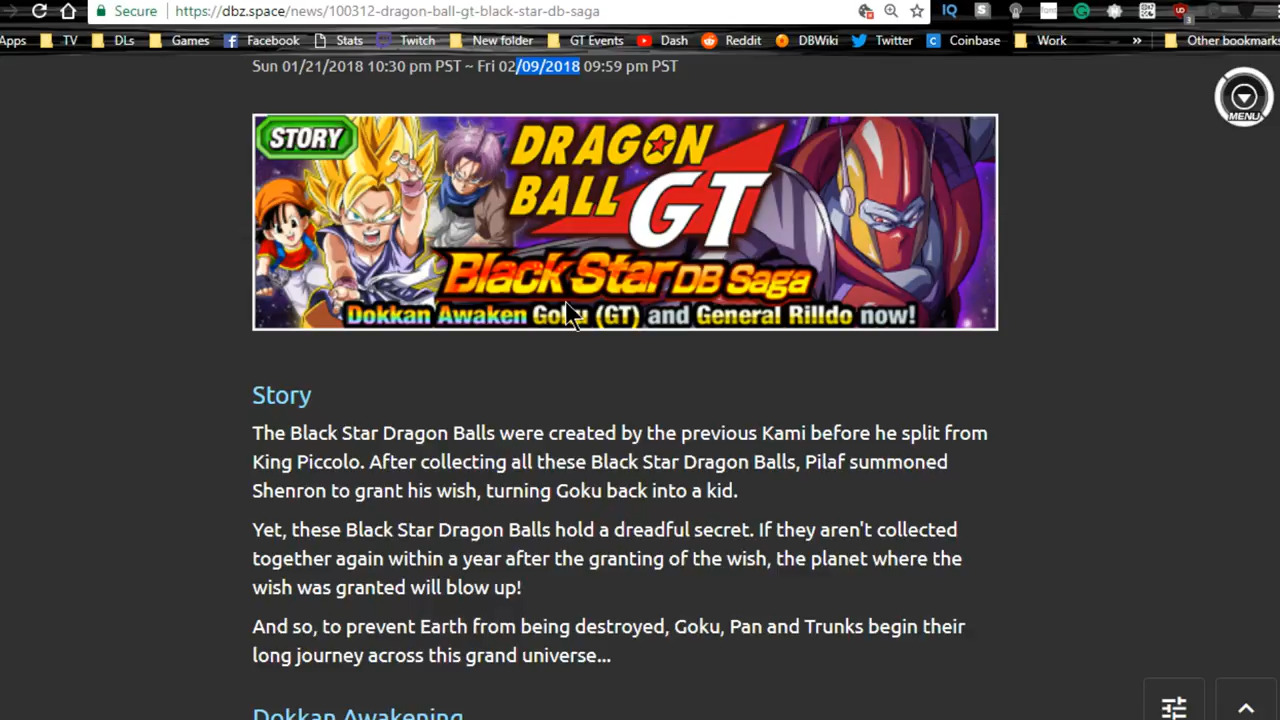 Secure https://dbz.space/news/100312-dragon-ball-gt-black-star-db-saga
Apps TV DLs Games Facebook Stats Twitch New folder GT Events Dash Reddit DBWiki Twitter Coinbase Work » Other bookmarks
Sun 01/21/2018 10:30 pm PST ~ Fri 02/09/2018 09:59 pm PST
MENU
STORY
DRAGON
BALL GT
Black Star DB Saga
Dokkan Awaken Goku (GT) and General Rilldo now!
Story
The Black Star Dragon Balls were created by the previous Kami before he split from
King Piccolo. After collecting all these Black Star Dragon Balls, Pilaf summoned
Shenron to grant his wish, turning Goku back into a kid.
Yet, these Black Star Dragon Balls hold a dreadful secret. If they aren't collected
together again within a year after the granting of the wish, the planet where the
wish was granted will blow up!
And so, to prevent Earth from being destroyed, Goku, Pan and Trunks begin their
long journey across this grand universe...
Dokkan Awakening